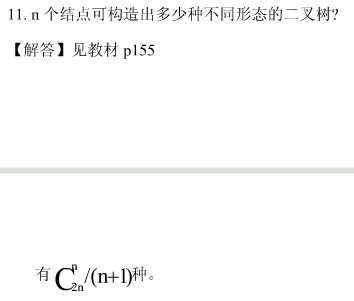 11. n 个结点可构造出多少种不同形态的二叉树?
【解答】见教材 p155
有 C_{2n}^{n}/(n+1)种。